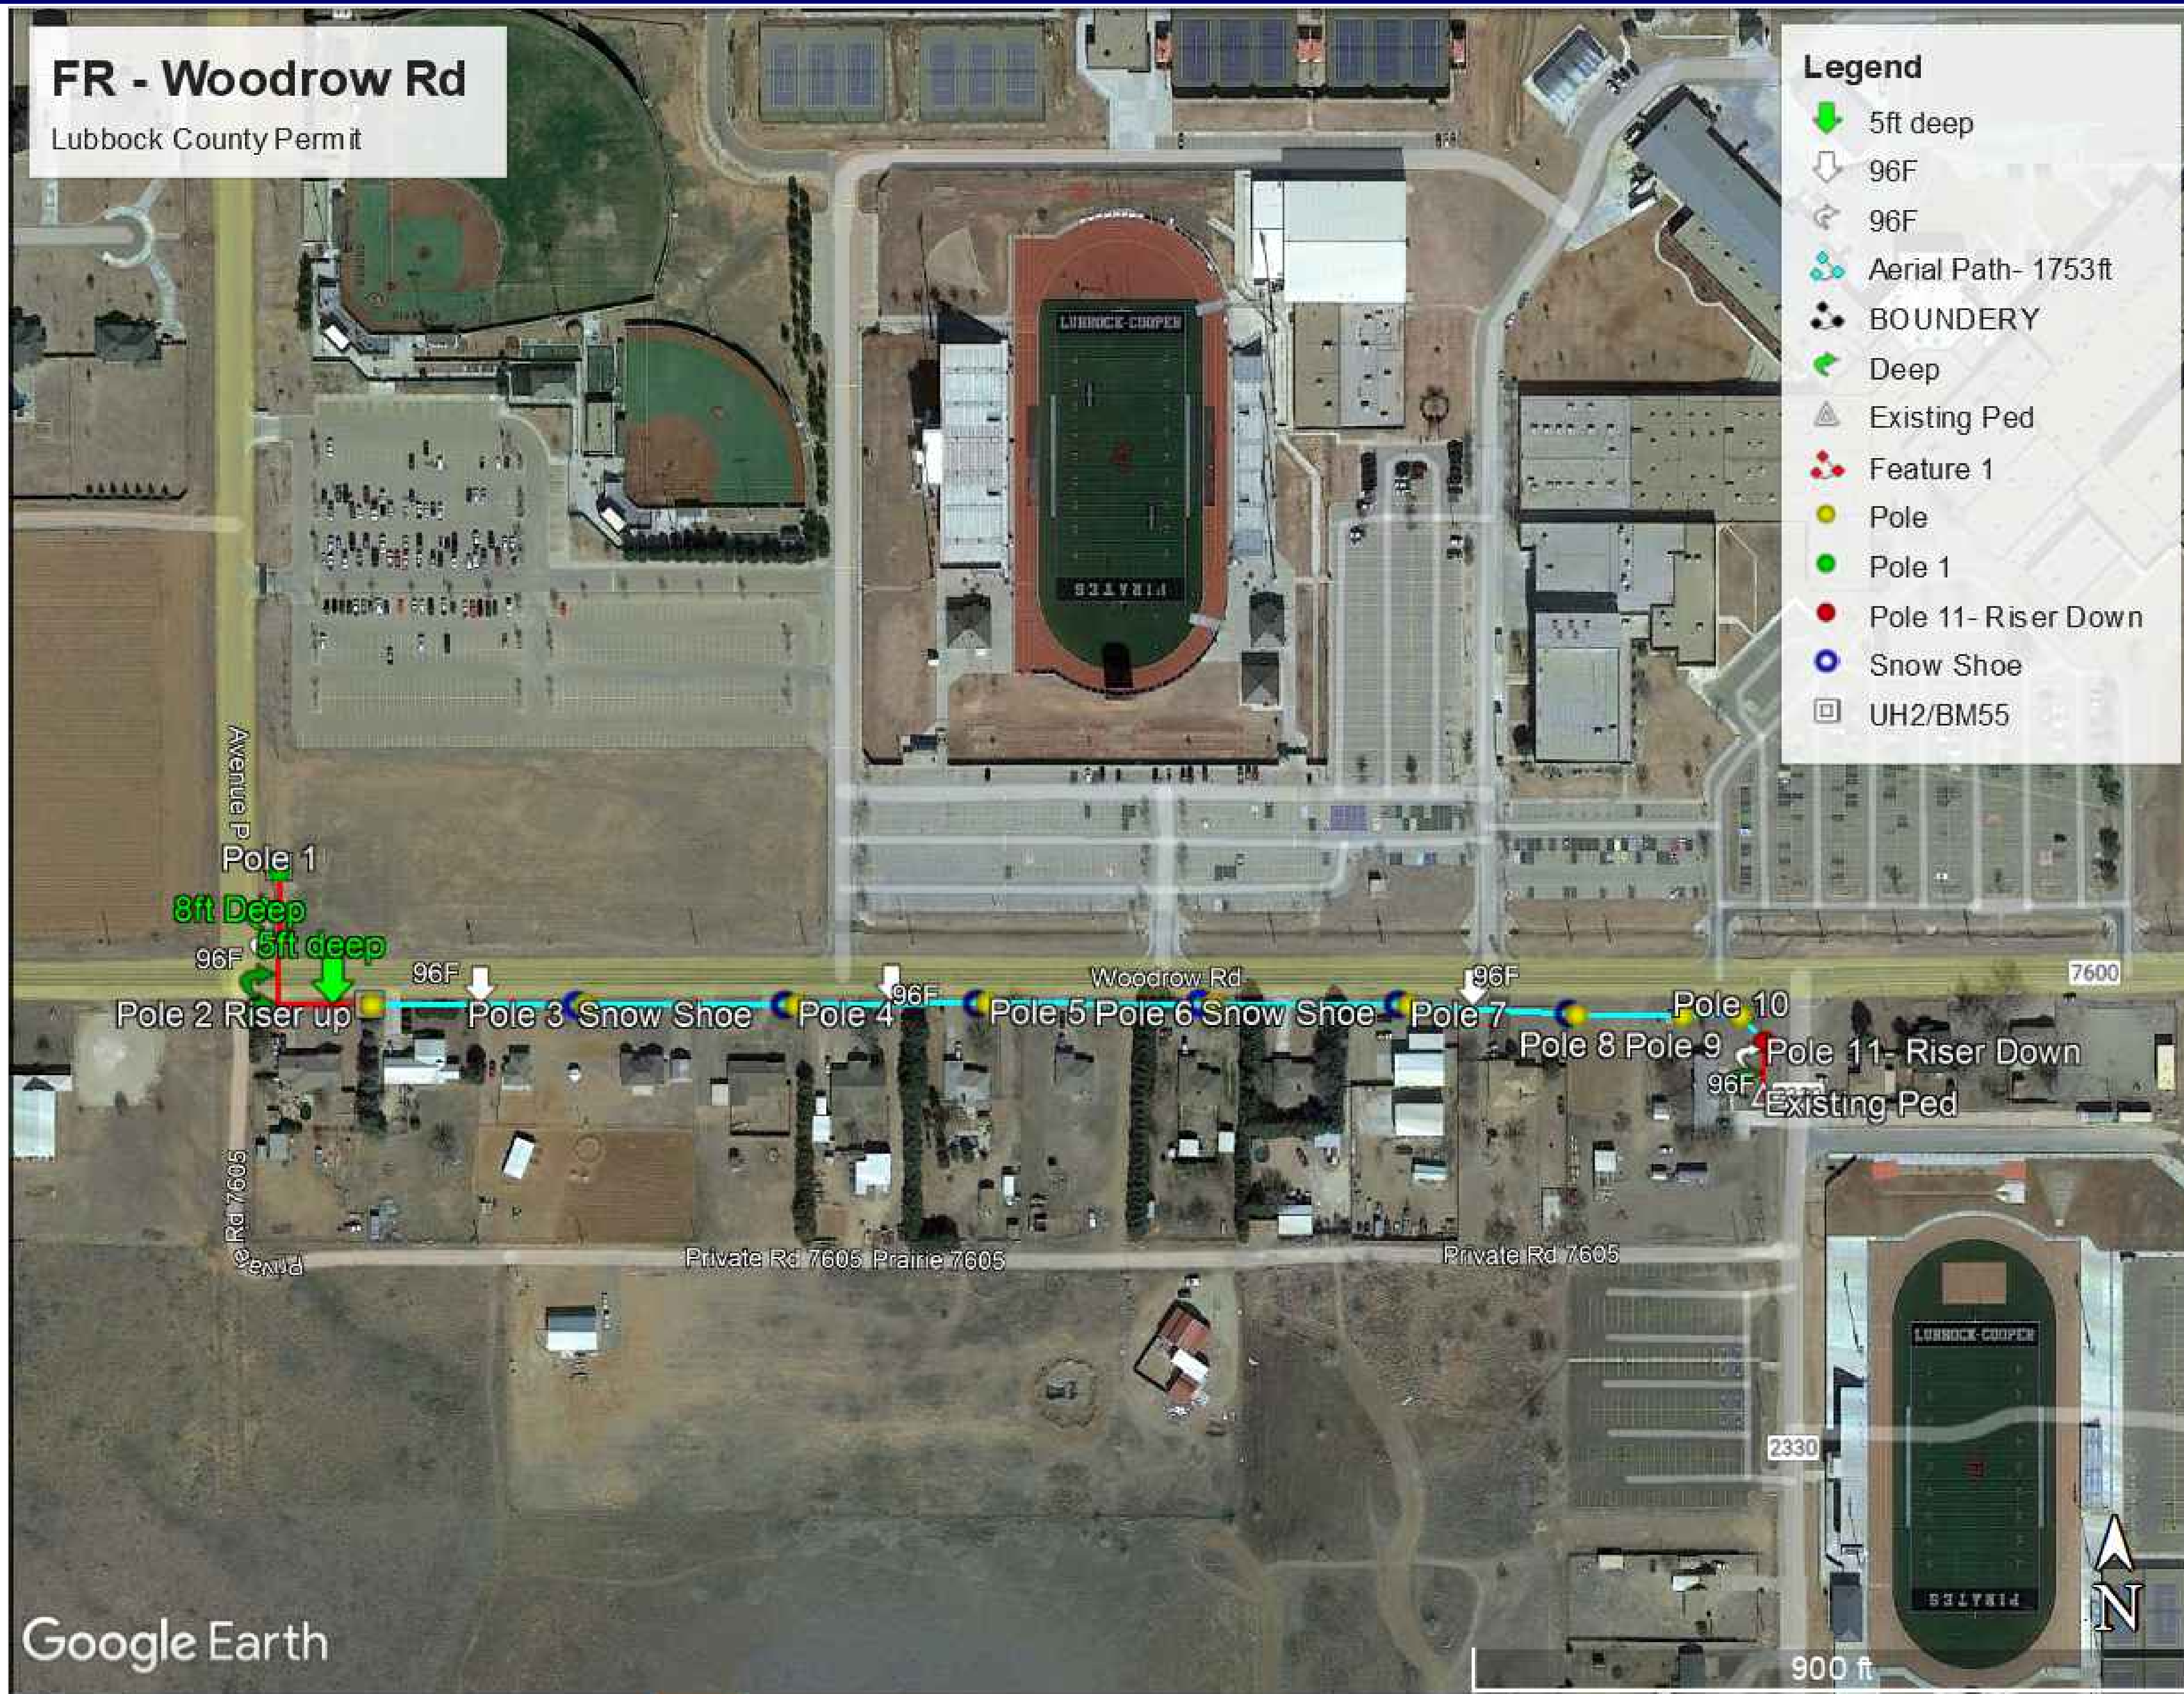 FR - Woodrow Rd
Lubbock County Permit
Legend
5ft deep
96F
96F
Aerial Path- 1753ft
BOUNDERY
Deep
Existing Ped
Feature 1
Pole
Pole 1
Pole 11- Riser Down
Snow Shoe
UH2/BM55
LUBBOCK-COOPER
PIRATES
Avenue P
Pole 1
8ft Deep
5ft deep
96F
96F
96F
Woodrow Rd
96F
7600
Pole 2 Riser up
Pole 3
Snow Shoe
Pole 4
Pole 5
Pole 6
Snow Shoe
Pole 7
Pole 8
Pole 9
Pole 10
Pole 11- Riser Down
96F
Existing Ped
Private Rd 7605
Private Rd 7605
Prairie 7605
Private Rd 7605
LUBBOCK-COOPER
2330
PIRATES
N
Google Earth
900 ft